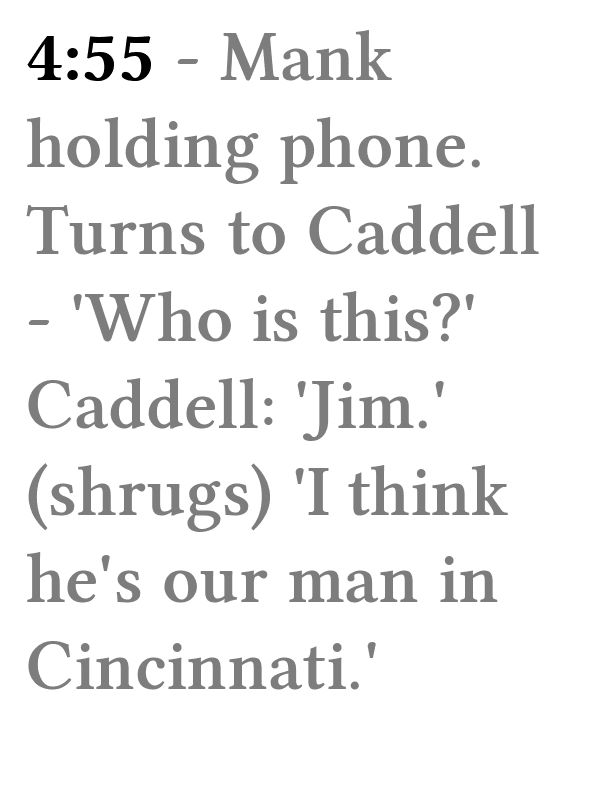 4:55 - Mank
holding phone.
Turns to Caddell
- 'Who is this?'
Caddell: 'Jim.'
(shrugs) 'I think
he's our man in
Cincinnati.'